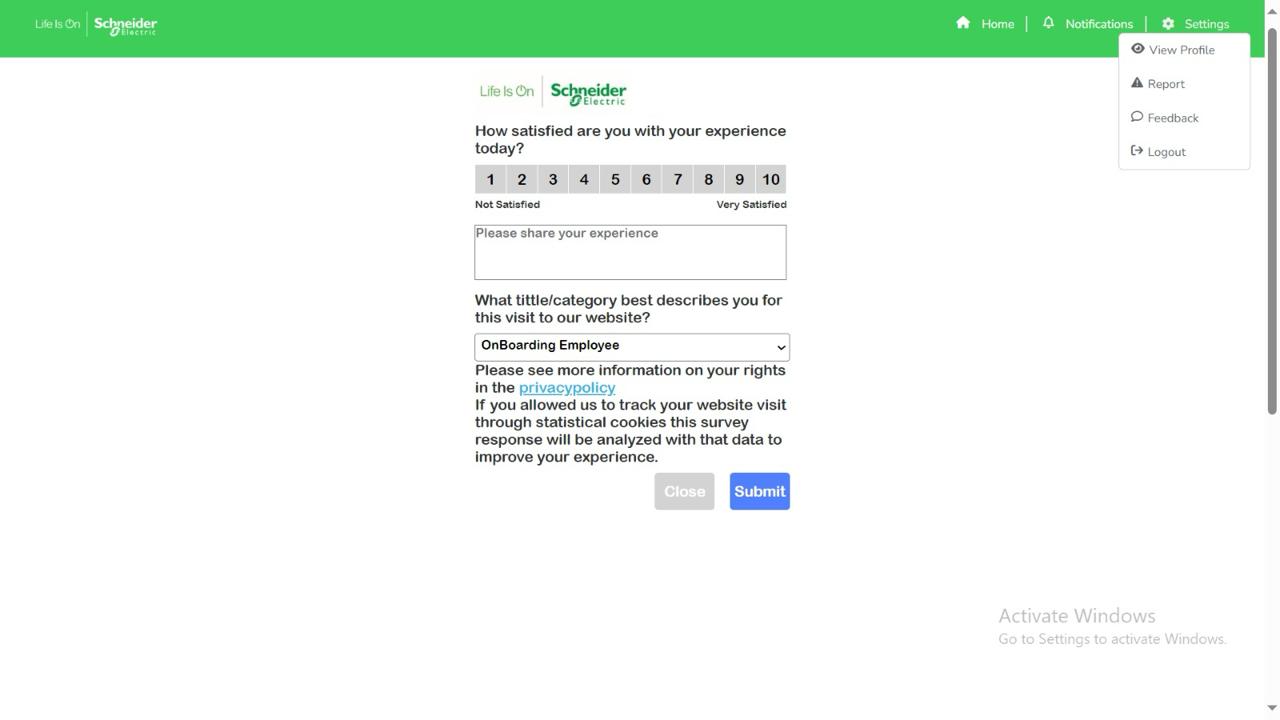 Life Is On | Schneider Electric
Home | Notifications | Settings
View Profile
Report
Feedback
Logout
Life Is On | Schneider Electric
How satisfied are you with your experience
today?
1 2 3 4 5 6 7 8 9 10
Not Satisfied Very Satisfied
Please share your experience
What tittle/category best describes you for
this visit to our website?
OnBoarding Employee
Please see more information on your rights
in the privacypolicy
If you allowed us to track your website visit
through statistical cookies this survey
response will be analyzed with that data to
improve your experience.
Close Submit
Activate Windows
Go to Settings to activate Windows.